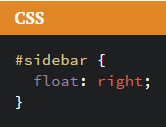 CSS
#sidebar {
  float: right;
}